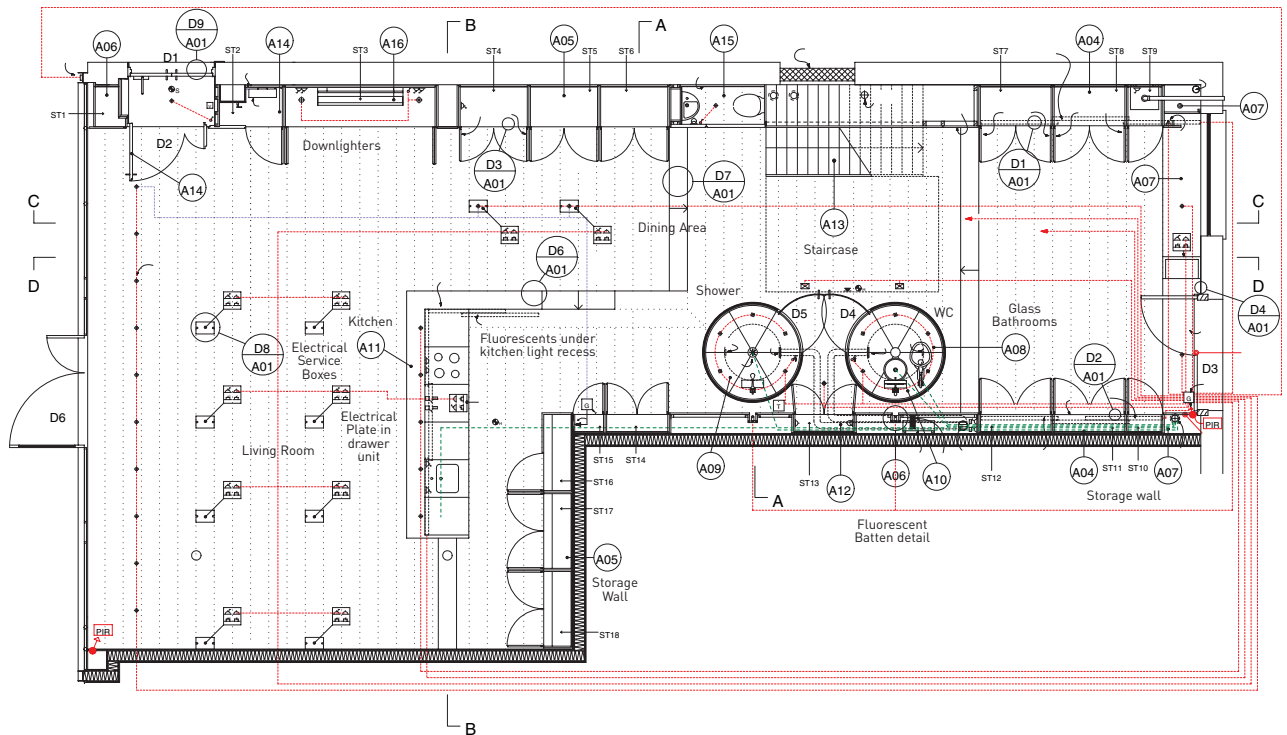 B
A
D9
A01
A06
D1
ST2
A14
ST3
A16
ST4
A05
ST5
ST6
A15
ST7
A04
ST8
ST9
ST1
A07
D2
Downlighters
D3
A01
D1
A01
A14
D7
A01
A07
C
A13
C
Dining Area
Staircase
D
D6
A01
D
Shower
D5
D4
WC
Glass
Bathrooms
D4
A01
Kitchen
A11
Fluorescents under
kitchen light recess
A08
D8
A01
Electrical
Service
Boxes
D2
A01
D3
D6
Electrical
Plate in
drawer
unit
G
T
G
PIR
Living Room
ST15
ST14
A09
ST13
A12
A06
A10
ST12
A04
ST11
ST10
A07
ST16
A
Storage wall
ST17
Fluorescent
Batten detail
A05
Storage
Wall
PIR
ST18
B